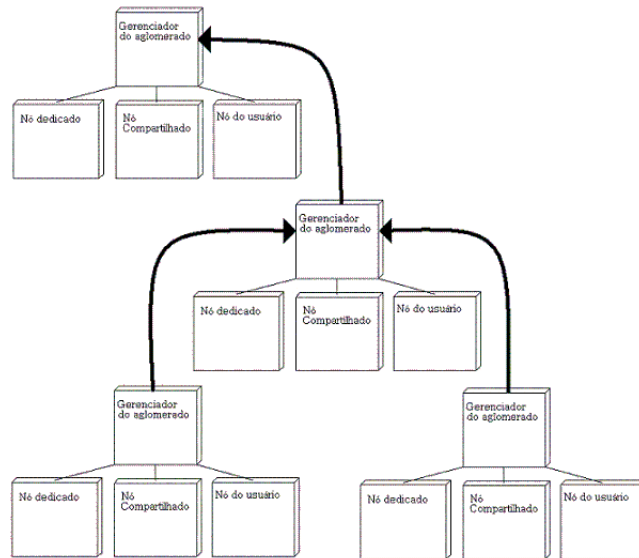 Gerenciador
do aglomerado
Nó dedicado
Nó
Compartilhado
Nó do usuário
Gerenciador
do aglomerado
Nó dedicado
Nó
Compartilhado
Nó do usuário
Gerenciador
do aglomerado
Nó dedicado
Nó
Compartilhado
Nó do usuário
Gerenciador
do aglomerado
Nó dedicado
Nó
Compartilhado
Nó do usuário